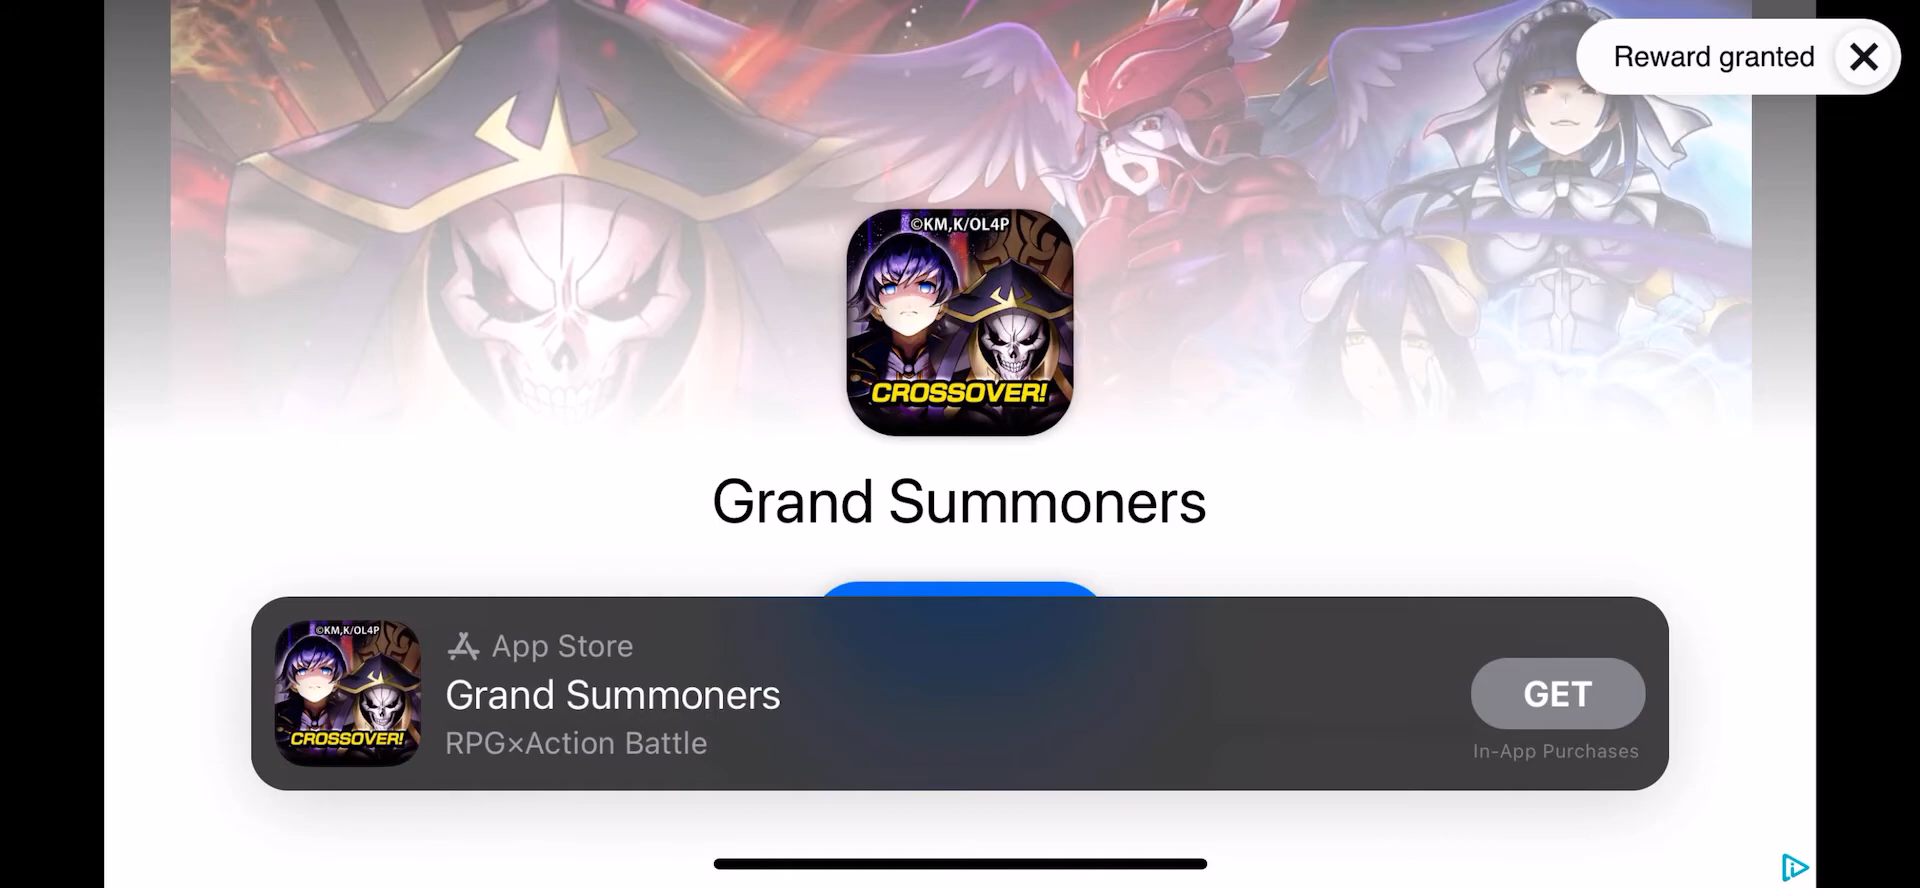 Reward granted
©KM,K/OL4P
CROSSOVER!
Grand Summoners
©KM,K/OL4P
CROSSOVER!
App Store
Grand Summoners
RPG×Action Battle
GET
In-App Purchases